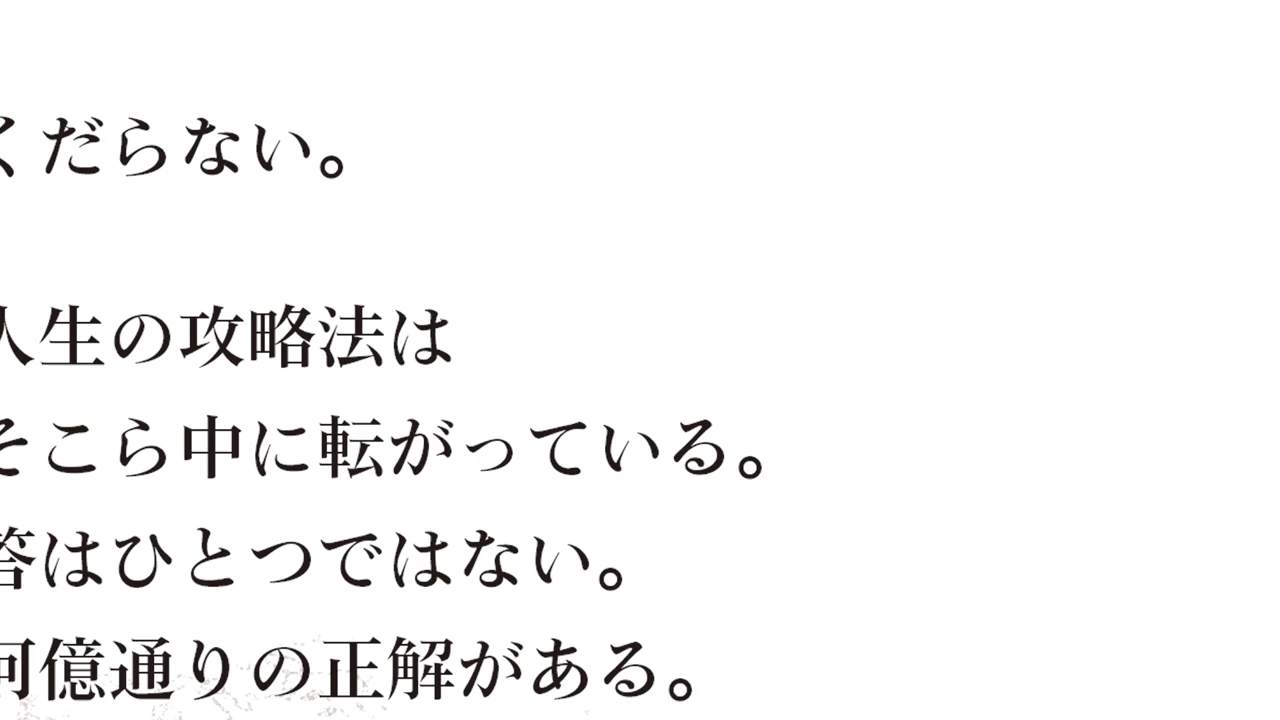 くだらない。
人生の攻略法は
そこら中に転がっている。
答はひとつではない。
何億通りの正解がある。